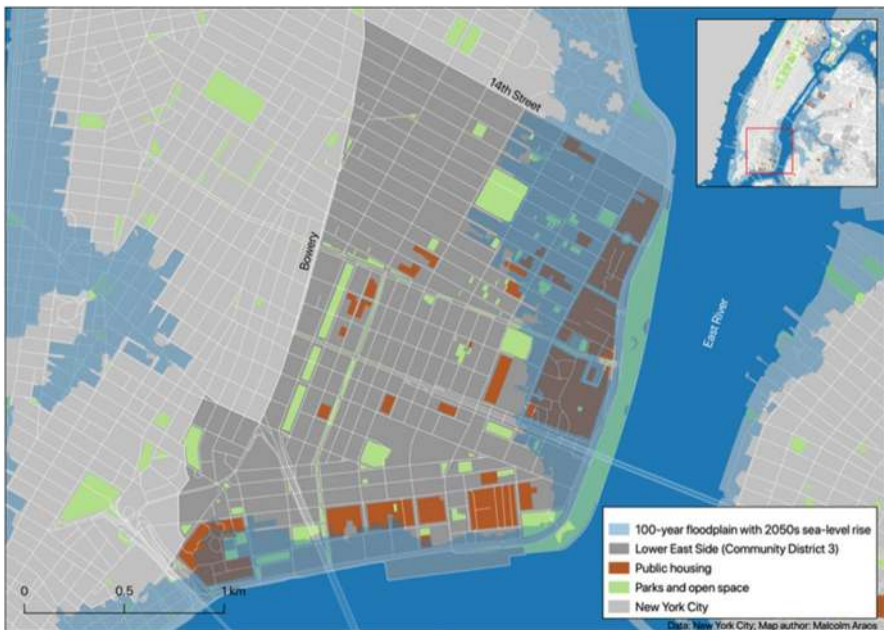 14th Street
Bowery
East River
0 0.5 1 km
100-year floodplain with 2050s sea-level rise
Lower East Side (Community District 3)
Public housing
Parks and open space
New York City
Data: New York City; Map author: Malcolm Araos